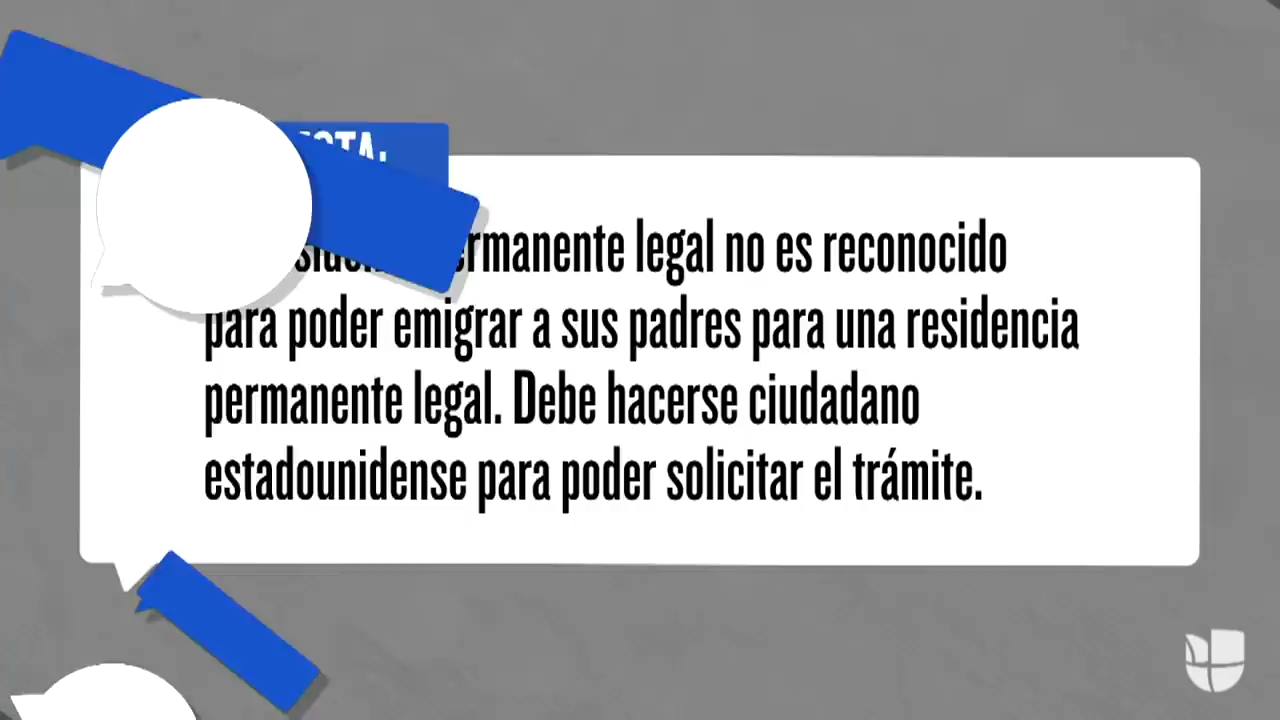 permanente legal no es reconocido
para poder emigrar a sus padres para una residencia
permanente legal. Debe hacerse ciudadano
estadounidense para poder solicitar el trámite.